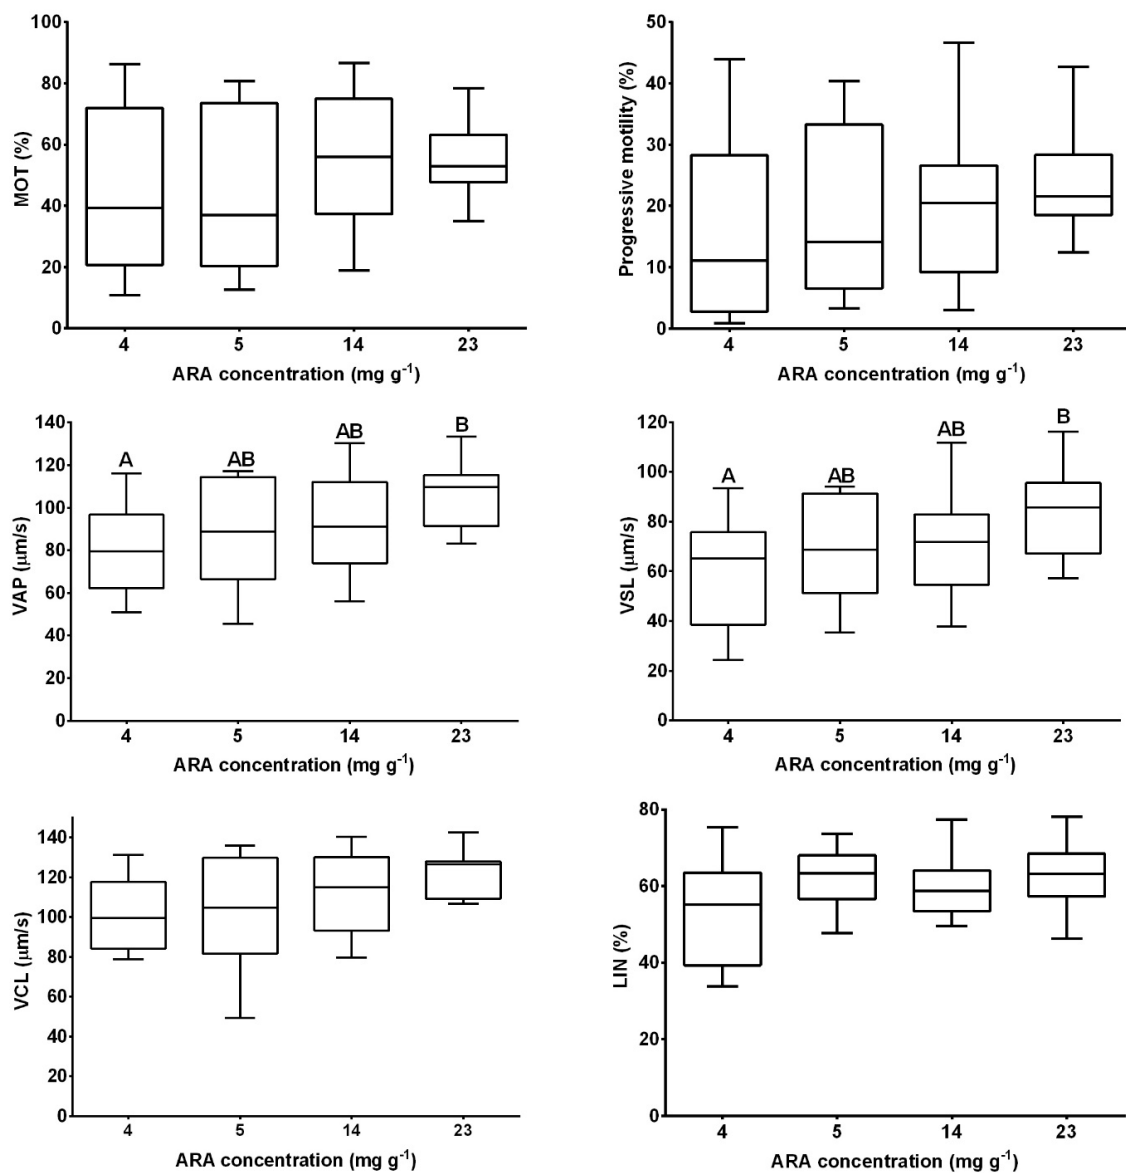 MOT (%)
100
80
60
40
20
0
4 5 14 23
ARA concentration (mg g-1)
Progressive motility (%)
50
40
30
20
10
0
4 5 14 23
ARA concentration (mg g-1)
VAP (µm/s)
140
120
100
80
60
40
20
0
A AB AB B
4 5 14 23
ARA concentration (mg g-1)
VSL (µm/s)
120
100
80
60
40
20
0
A AB AB B
4 5 14 23
ARA concentration (mg g-1)
VCL (µm/s)
140
120
100
80
60
40
20
0
4 5 14 23
ARA concentration (mg g-1)
LIN (%)
80
60
40
20
0
4 5 14 23
ARA concentration (mg g-1)